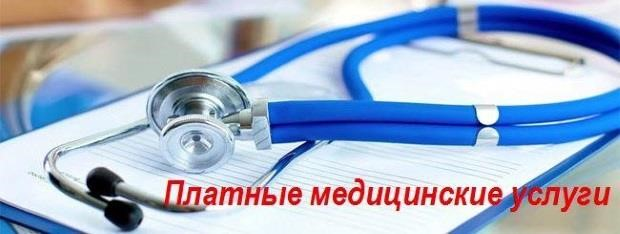 Платные медицинские услуги